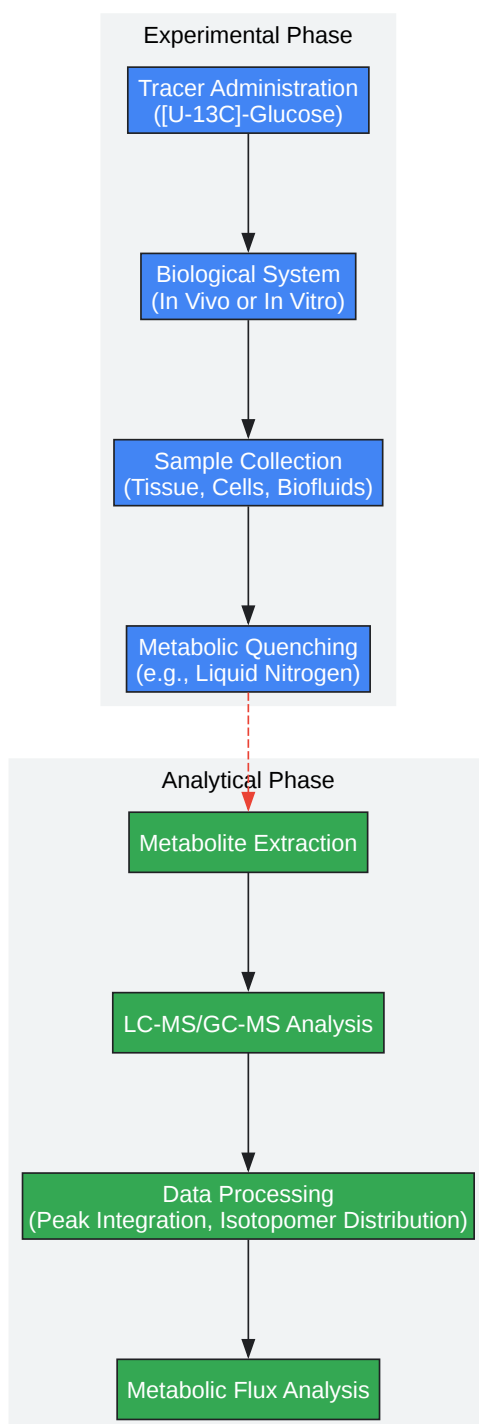 Experimental Phase
Tracer Administration
([U-13C]-Glucose)
Biological System
(In Vivo or In Vitro)
Sample Collection
(Tissue, Cells, Biofluids)
Metabolic Quenching
(e.g., Liquid Nitrogen)
Analytical Phase
Metabolite Extraction
LC-MS/GC-MS Analysis
Data Processing
(Peak Integration, Isotopomer Distribution)
Metabolic Flux Analysis